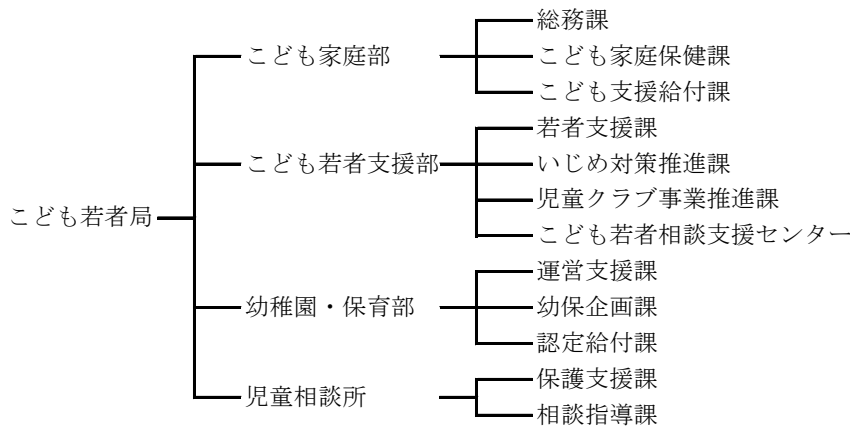 こども若者局
こども家庭部
総務課
こども家庭保健課
こども支援給付課
こども若者支援部
若者支援課
いじめ対策推進課
児童クラブ事業推進課
こども若者相談支援センター
幼稚園・保育部
運営支援課
幼保企画課
認定給付課
児童相談所
保護支援課
相談指導課